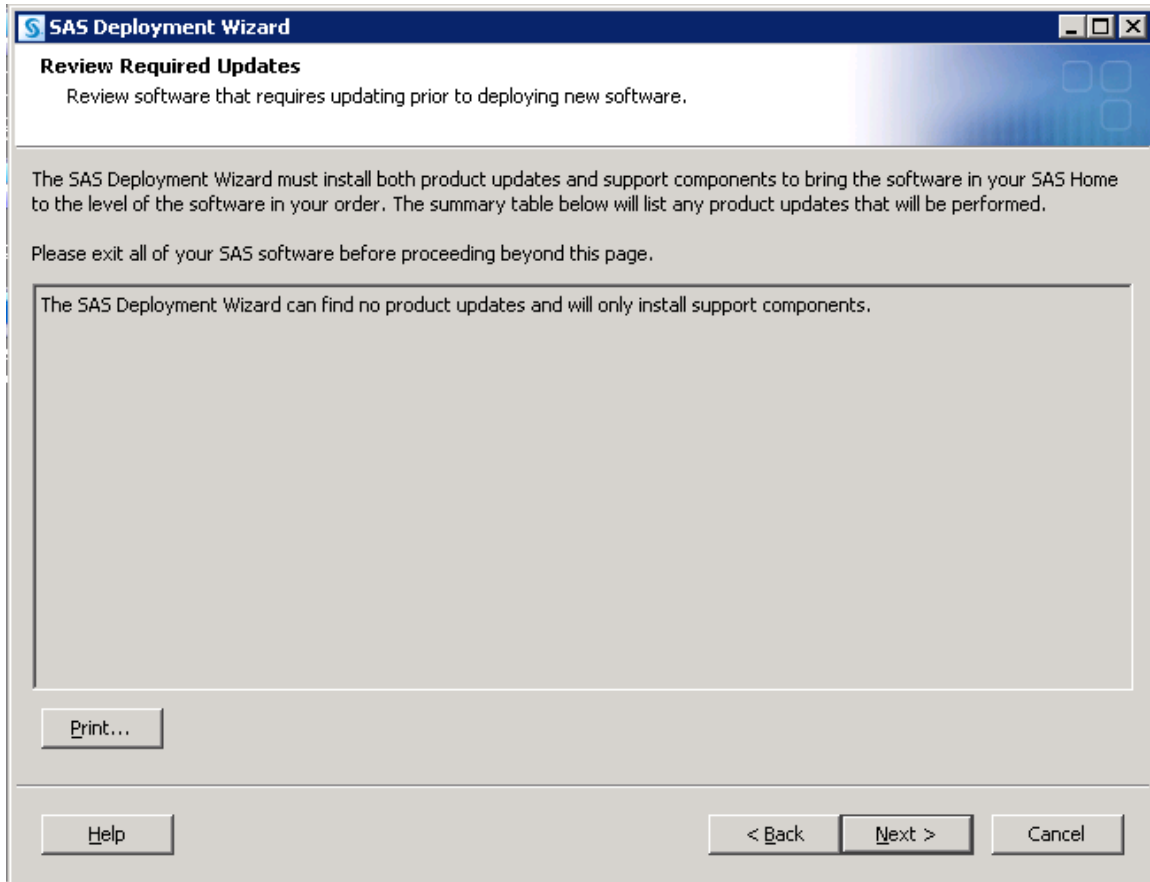 SAS Deployment Wizard
Review Required Updates
Review software that requires updating prior to deploying new software.
The SAS Deployment Wizard must install both product updates and support components to bring the software in your SAS Home
to the level of the software in your order. The summary table below will list any product updates that will be performed.
Please exit all of your SAS software before proceeding beyond this page.
The SAS Deployment Wizard can find no product updates and will only install support components.
Print...
Help
< Back
Next >
Cancel